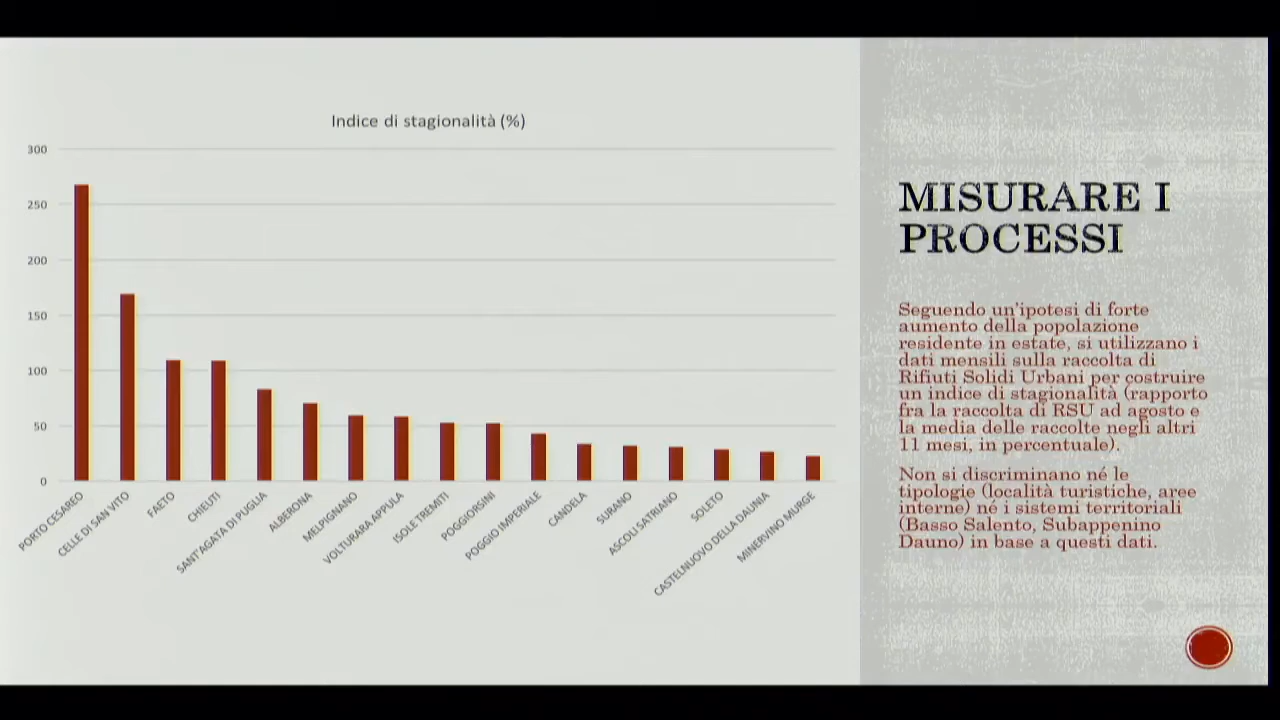 Indice di stagionalità (%)
300
250
200
150
100
50
0
PORTO CESAREO
CELLE DI SAN VITO
FAETO
CHIEUTI
SANT'AGATA DI PUGLIA
ALBERONA
MELPIGNANO
VOLTURARA APPULA
ISOLE TREMITI
POGGIORSINI
POGGIO IMPERIALE
CANDELA
SURANO
ASCOLI SATRIANO
SOLETO
CASTELNUOVO DELLA DAUNIA
MINERVINO MURGE
MISURARE I
PROCESSI
Seguendo un'ipotesi di forte
aumento della popolazione
residente in estate, si utilizzano i
dati mensili sulla raccolta di
Rifiuti Solidi Urbani per costruire
un indice di stagionalità (rapporto
fra la raccolta di RSU ad agosto e
la media delle raccolte negli altri
11 mesi, in percentuale).
Non si discriminano né le
tipologie (località turistiche, aree
interne) né i sistemi territoriali
(Basso Salento, Subappenino
Dauno) in base a questi dati.